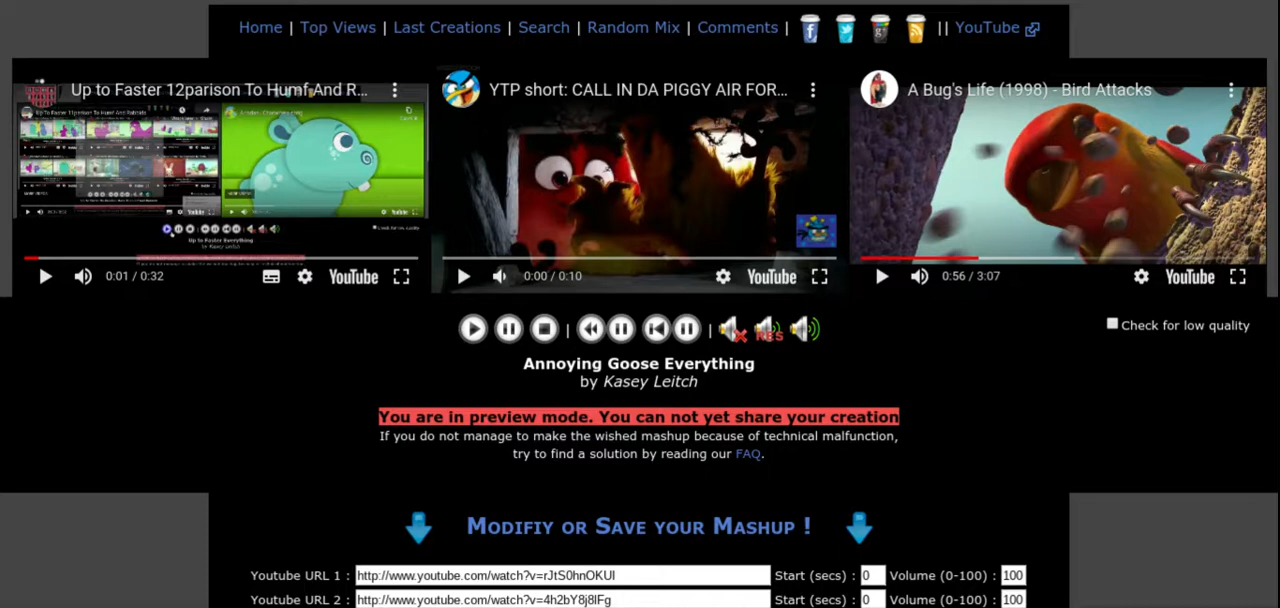 Home | Top Views | Last Creations | Search | Random Mix | Comments | || YouTube
Up to Faster 12parison To Humf And R...
YTP short: CALL IN DA PIGGY AIR FOR...
A Bug's Life (1998) - Bird Attacks
0:01 / 0:32 YouTube
0:00 / 0:10 YouTube
0:56 / 3:07 YouTube
| | RES
Check for low quality
Annoying Goose Everything
by Kasey Leitch
You are in preview mode. You can not yet share your creation
If you do not manage to make the wished mashup because of technical malfunction,
try to find a solution by reading our FAQ.
Modifiy or Save your Mashup !
Youtube URL 1 : http://www.youtube.com/watch?v=rJtS0hnOKUI Start (secs) : 0 Volume (0-100) : 100
Youtube URL 2 : http://www.youtube.com/watch?v=4h2bY8j8lFg Start (secs) : 0 Volume (0-100) : 100